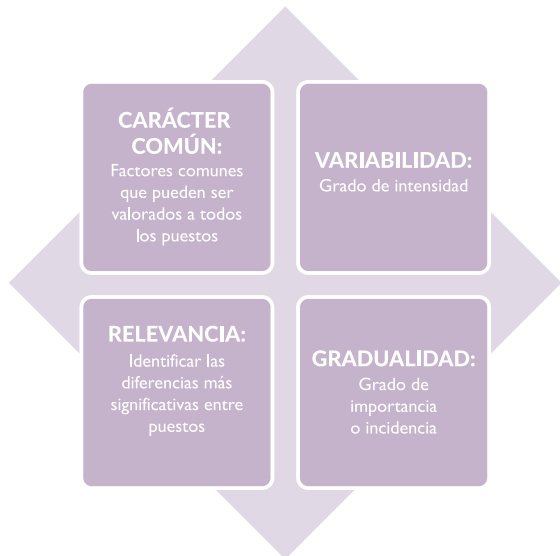 CARÁCTER
COMÚN:
Factores comunes
que pueden ser
valorados a todos
los puestos
VARIABILIDAD:
Grado de intensidad
RELEVANCIA:
Identificar las
diferencias más
significativas entre
puestos
GRADUALIDAD:
Grado de
importancia
o incidencia